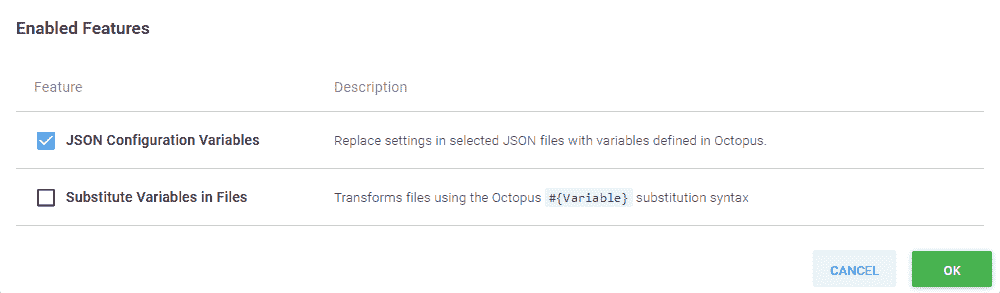 Enabled Features
Feature Description
JSON Configuration Variables Replace settings in selected JSON files with variables defined in Octopus.
Substitute Variables in Files Transforms files using the Octopus #{Variable} substitution syntax
CANCEL OK